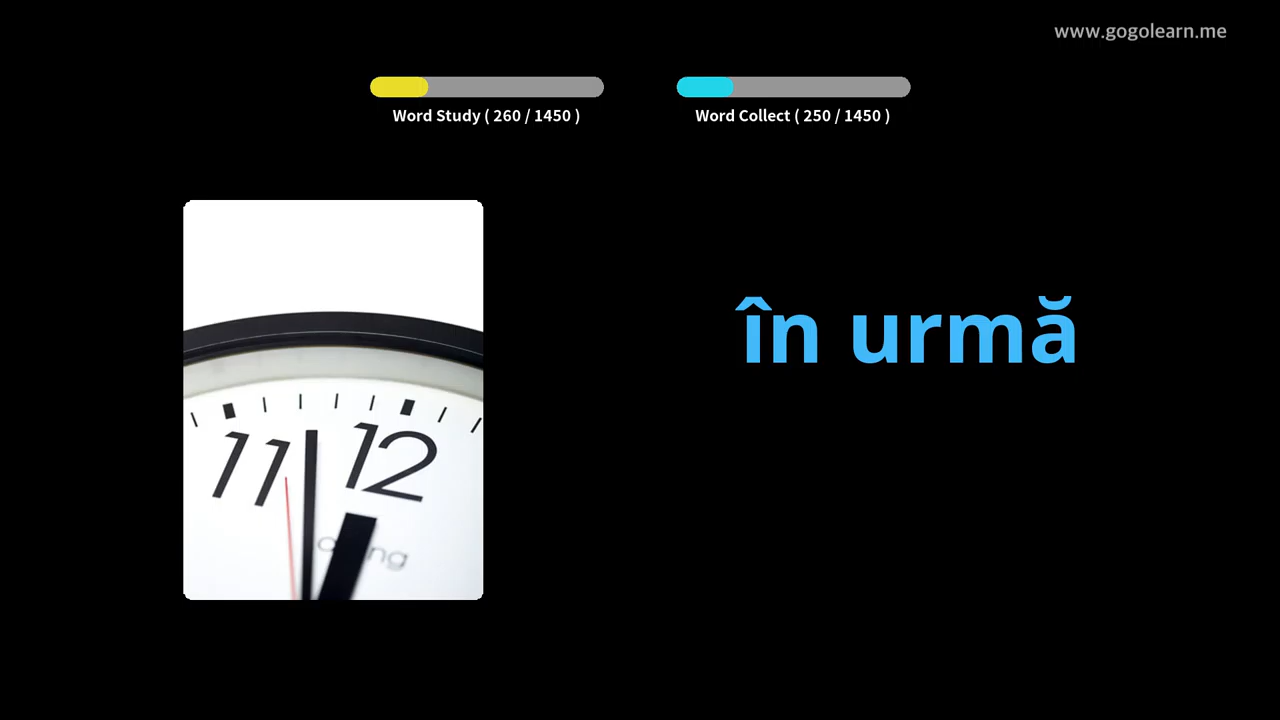 www.gogolearn.me
Word Study ( 260 / 1450 )
Word Collect ( 250 / 1450 )
în urmă
11
12